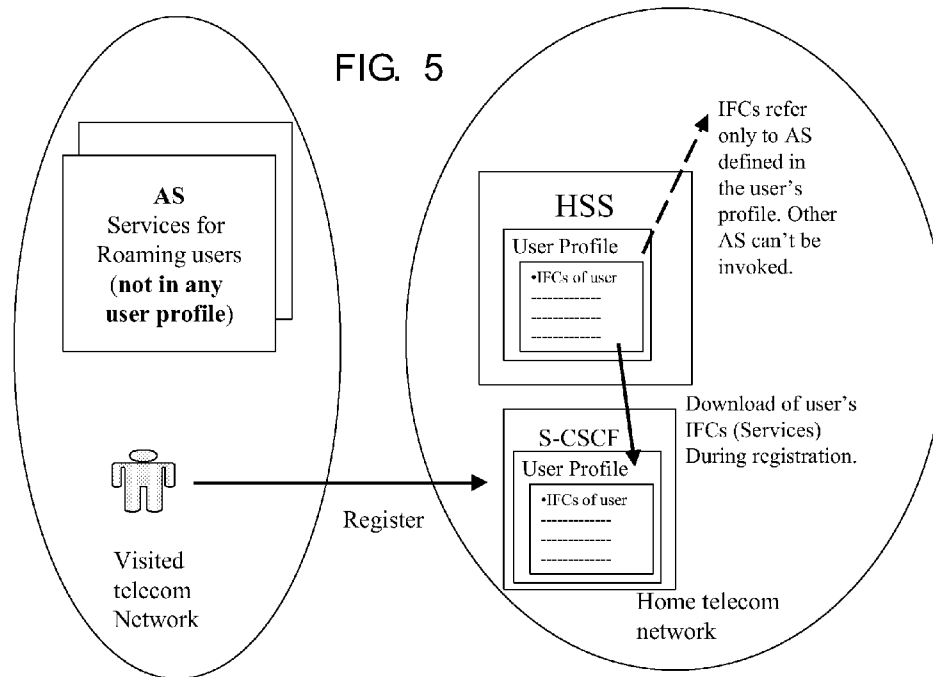 FIG. 5
AS
Services for
Roaming users
(not in any
user profile)
Visited
telecom
Network
Register
HSS
User Profile
•IFCs of user
------------
------------
------------
IFCs refer
only to AS
defined in
the user's
profile. Other
AS can't be
invoked.
Download of user's
IFCs (Services)
During registration.
S-CSCF
User Profile
•IFCs of user
------------
------------
------------
Home telecom
network